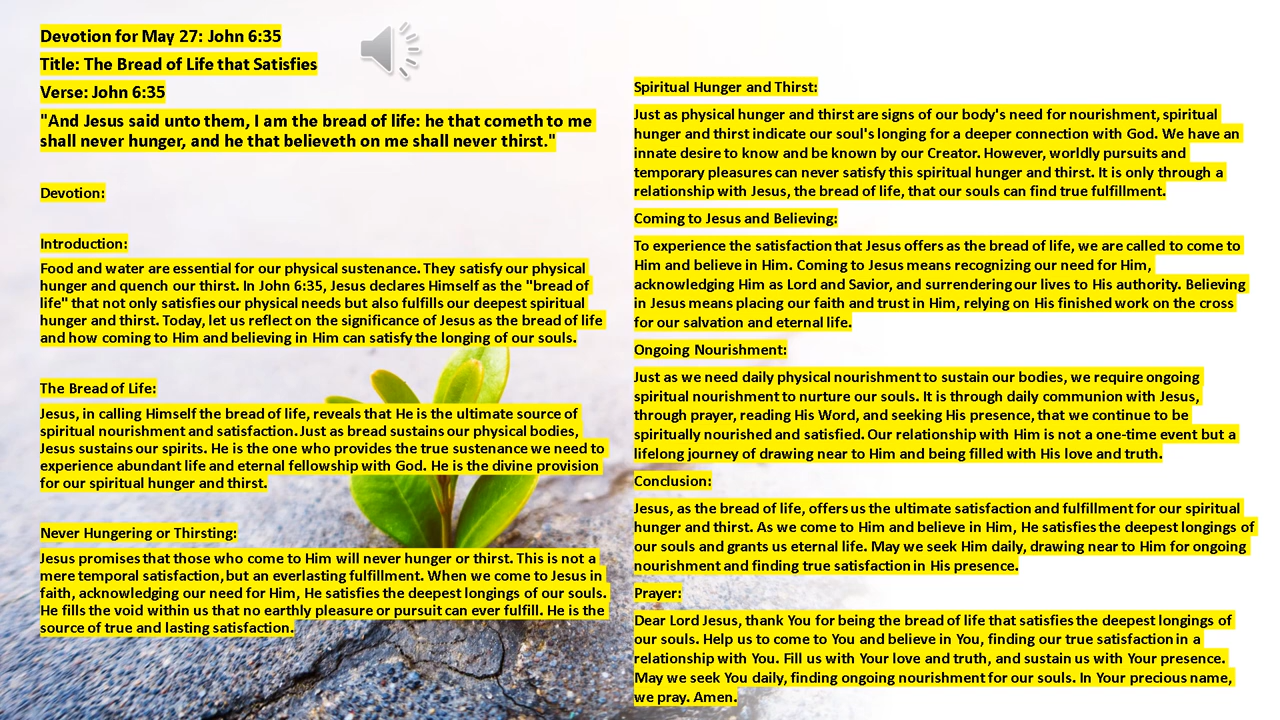 Devotion for May 27: John 6:35
Title: The Bread of Life that Satisfies
Verse: John 6:35
"And Jesus said unto them, I am the bread of life: he that cometh to me
shall never hunger, and he that believeth on me shall never thirst."
Devotion:
Introduction:
Food and water are essential for our physical sustenance. They satisfy our physical
hunger and quench our thirst. In John 6:35, Jesus declares Himself as the "bread of
life" that not only satisfies our physical needs but also fulfills our deepest spiritual
hunger and thirst. Today, let us reflect on the significance of Jesus as the bread of life
and how coming to Him and believing in Him can satisfy the longing of our souls.
The Bread of Life:
Jesus, in calling Himself the bread of life, reveals that He is the ultimate source of
spiritual nourishment and satisfaction. Just as bread sustains our physical bodies,
Jesus sustains our spirits. He is the one who provides the true sustenance we need to
experience abundant life and eternal fellowship with God. He is the divine provision
for our spiritual hunger and thirst.
Never Hungering or Thirsting:
Jesus promises that those who come to Him will never hunger or thirst. This is not a
mere temporal satisfaction, but an everlasting fulfillment. When we come to Jesus in
faith, acknowledging our need for Him, He satisfies the deepest longings of our souls.
He fills the void within us that no earthly pleasure or pursuit can ever fulfill. He is the
source of true and lasting satisfaction.
Spiritual Hunger and Thirst:
Just as physical hunger and thirst are signs of our body's need for nourishment, spiritual
hunger and thirst indicate our soul's longing for a deeper connection with God. We have an
innate desire to know and be known by our Creator. However, worldly pursuits and
temporary pleasures can never satisfy this spiritual hunger and thirst. It is only through a
relationship with Jesus, the bread of life, that our souls can find true fulfillment.
Coming to Jesus and Believing:
To experience the satisfaction that Jesus offers as the bread of life, we are called to come to
Him and believe in Him. Coming to Jesus means recognizing our need for Him,
acknowledging Him as Lord and Savior, and surrendering our lives to His authority. Believing
in Jesus means placing our faith and trust in Him, relying on His finished work on the cross
for our salvation and eternal life.
Ongoing Nourishment:
Just as we need daily physical nourishment to sustain our bodies, we require ongoing
spiritual nourishment to nurture our souls. It is through daily communion with Jesus,
through prayer, reading His Word, and seeking His presence, that we continue to be
spiritually nourished and satisfied. Our relationship with Him is not a one-time event but a
lifelong journey of drawing near to Him and being filled with His love and truth.
Conclusion:
Jesus, as the bread of life, offers us the ultimate satisfaction and fulfillment for our spiritual
hunger and thirst. As we come to Him and believe in Him, He satisfies the deepest longings of
our souls and grants us eternal life. May we seek Him daily, drawing near to Him for ongoing
nourishment and finding true satisfaction in His presence.
Prayer:
Dear Lord Jesus, thank You for being the bread of life that satisfies the deepest longings of
our souls. Help us to come to You and believe in You, finding our true satisfaction in a
relationship with You. Fill us with Your love and truth, and sustain us with Your presence.
May we seek You daily, finding ongoing nourishment for our souls. In Your precious name,
we pray. Amen.